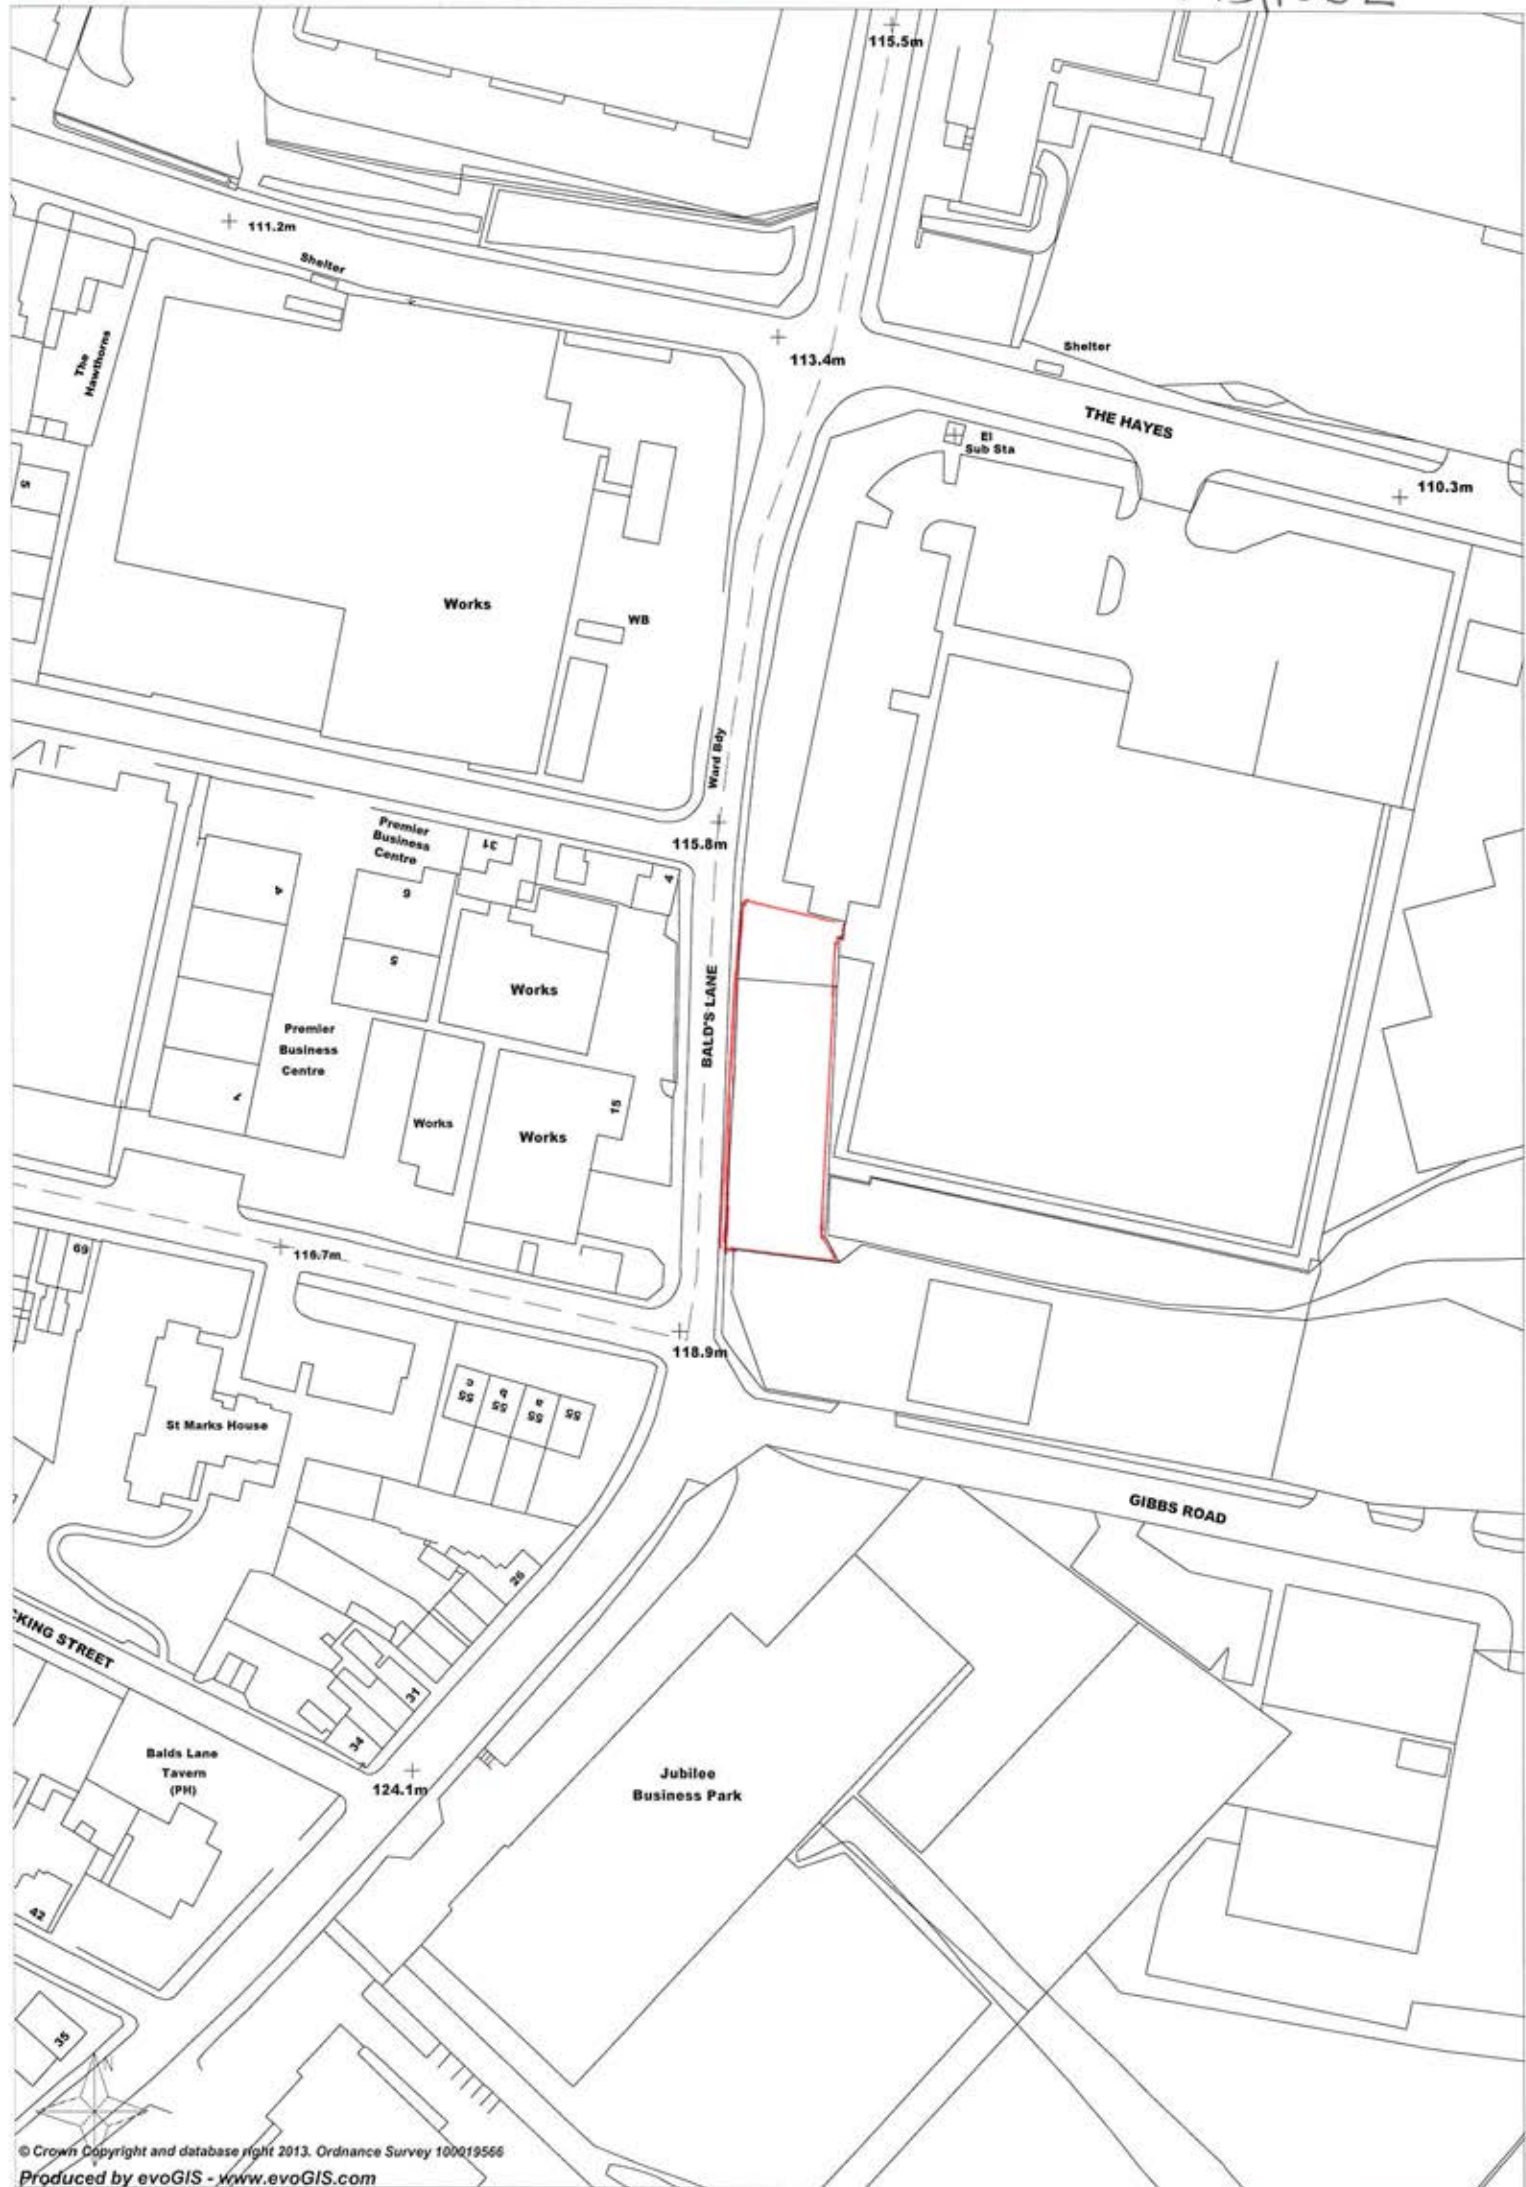 115.5m
111.2m
Shelter
The
Hawthorns
113.4m
Shelter
THE HAYES
El
Sub Sta
110.3m
5
Works
WB
Ward Bdy
Premier
Business
Centre
31
115.8m
4
4
6
5
Works
BALD'S LANE
Premier
Business
Centre
7
Works
15
Works
69
116.7m
118.9m
55
c
55
b
55
a
55
St Marks House
GIBBS ROAD
26
CKING STREET
31
34
Balds Lane
Tavern
(PH)
124.1m
Jubilee
Business Park
42
35
N
© Crown Copyright and database right 2013. Ordnance Survey 100019566
Produced by evoGIS - www.evoGIS.com